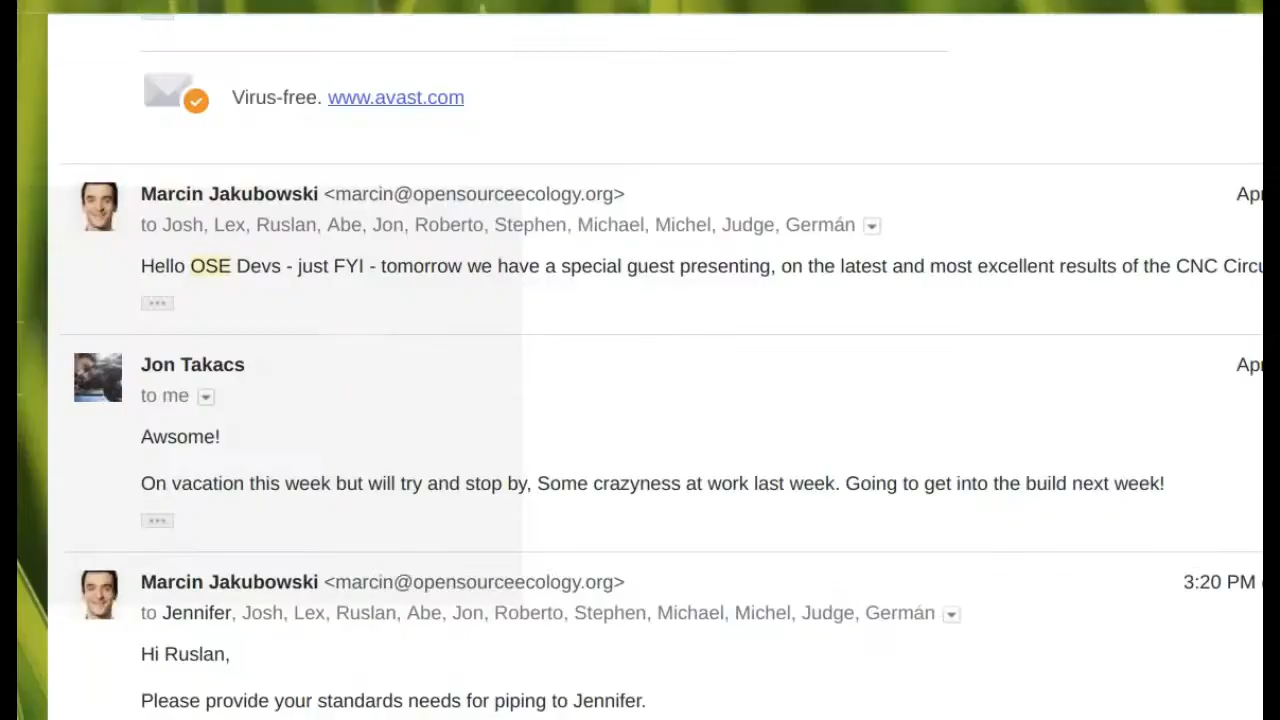 Virus-free. www.avast.com
Marcin Jakubowski <marcin@opensourceecology.org>
Apr
to Josh, Lex, Ruslan, Abe, Jon, Roberto, Stephen, Michael, Michel, Judge, Germán
Hello OSE Devs - just FYI - tomorrow we have a special guest presenting, on the latest and most excellent results of the CNC Circu
Jon Takacs
Apr
to me
Awsome!
On vacation this week but will try and stop by, Some crazyness at work last week. Going to get into the build next week!
Marcin Jakubowski <marcin@opensourceecology.org>
3:20 PM
to Jennifer, Josh, Lex, Ruslan, Abe, Jon, Roberto, Stephen, Michael, Michel, Judge, Germán
Hi Ruslan,
Please provide your standards needs for piping to Jennifer.